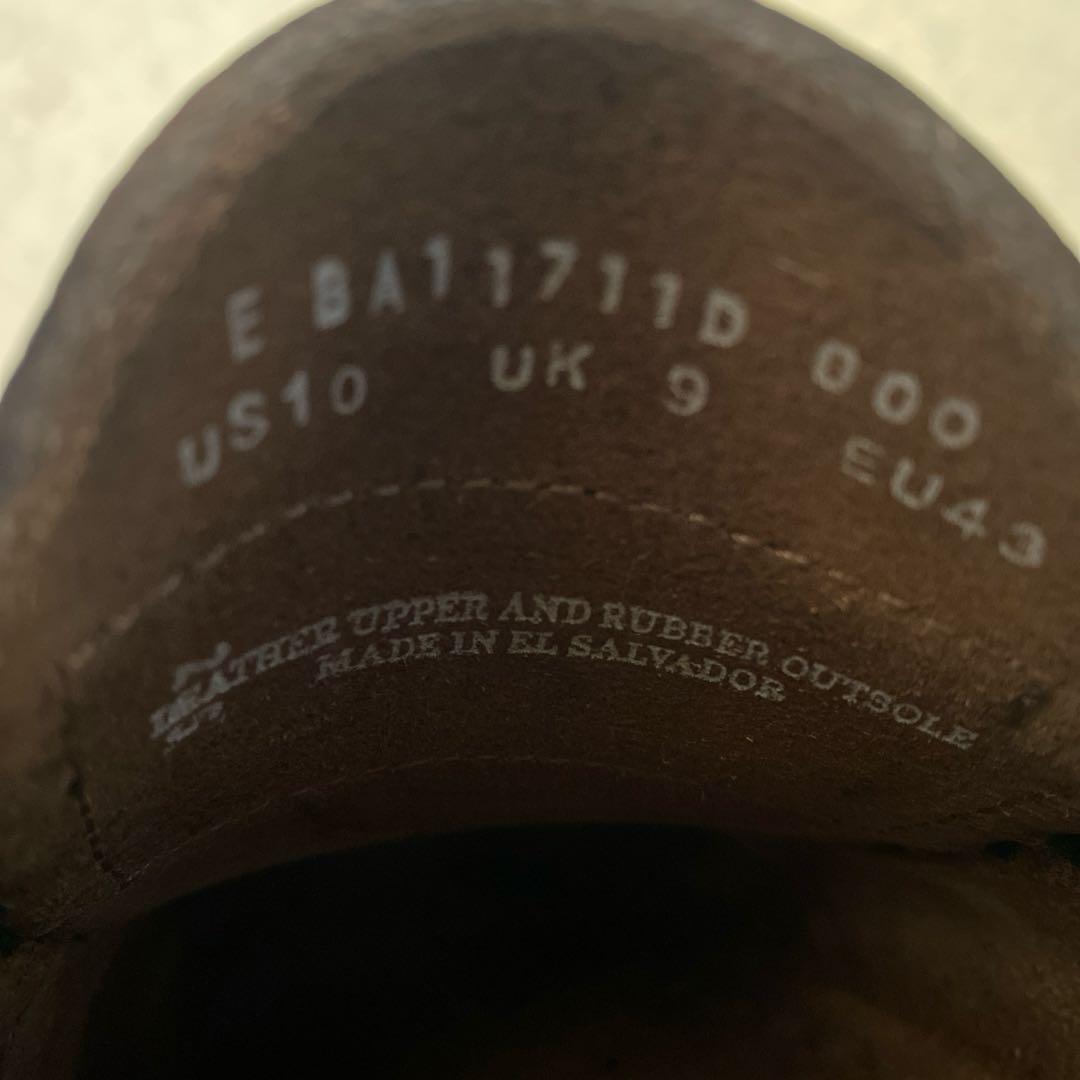 E BA11711D 000
US10 UK 9 EU43
LEATHER UPPER AND RUBBER OUTSOLE
MADE IN EL SALVADOR